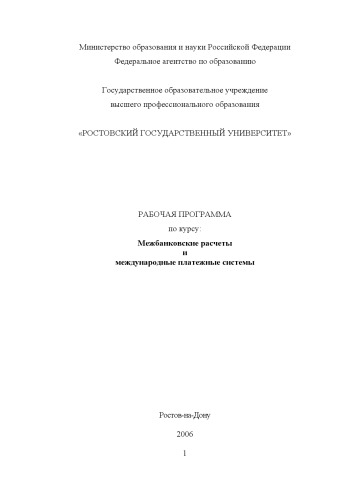 Министерство образования и науки Российской Федерации
Федеральное агентство по образованию
Государственное образовательное учреждение
высшего профессионального образования
«РОСТОВСКИЙ ГОСУДАРСТВЕННЫЙ УНИВЕРСИТЕТ»
РАБОЧАЯ ПРОГРАММА
по курсу:
Межбанковские расчеты
и
международные платежные системы
Ростов-на-Дону
2006
1